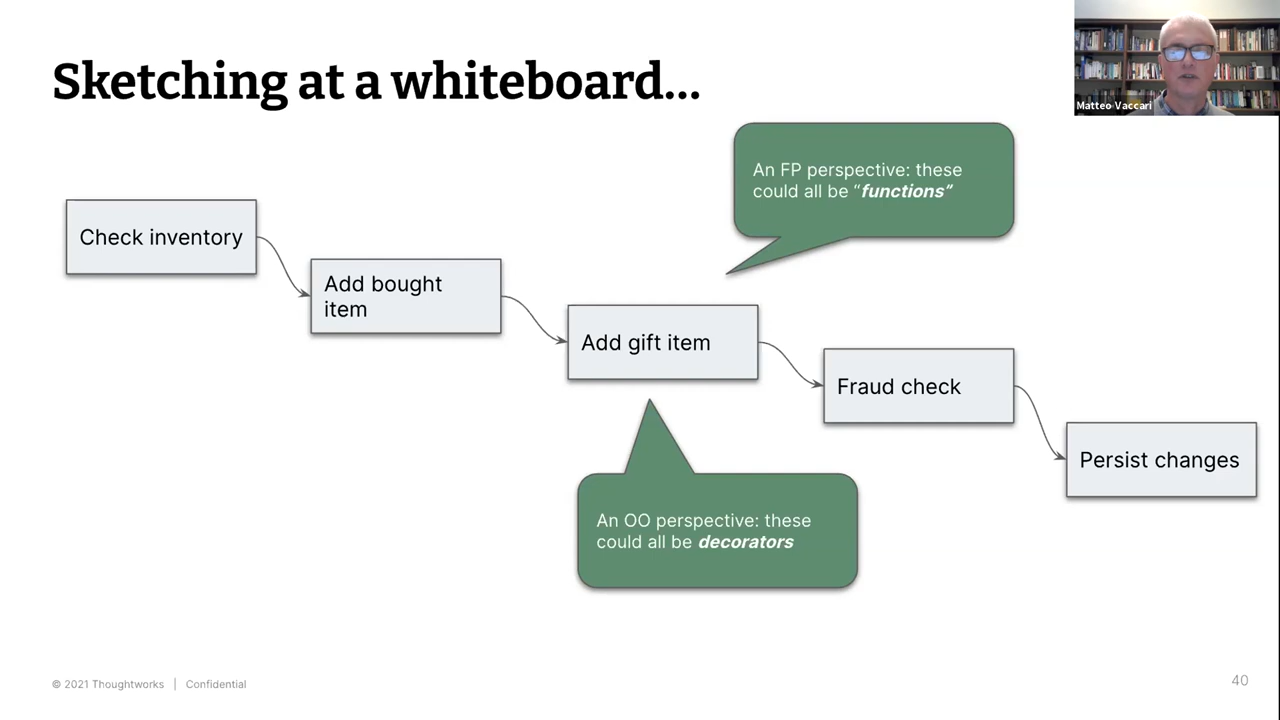 Sketching at a whiteboard...
Matteo Vaccari
An FP perspective: these
could all be “functions”
Check inventory
Add bought
item
Add gift item
Fraud check
Persist changes
An OO perspective: these
could all be decorators
© 2021 Thoughtworks | Confidential
40